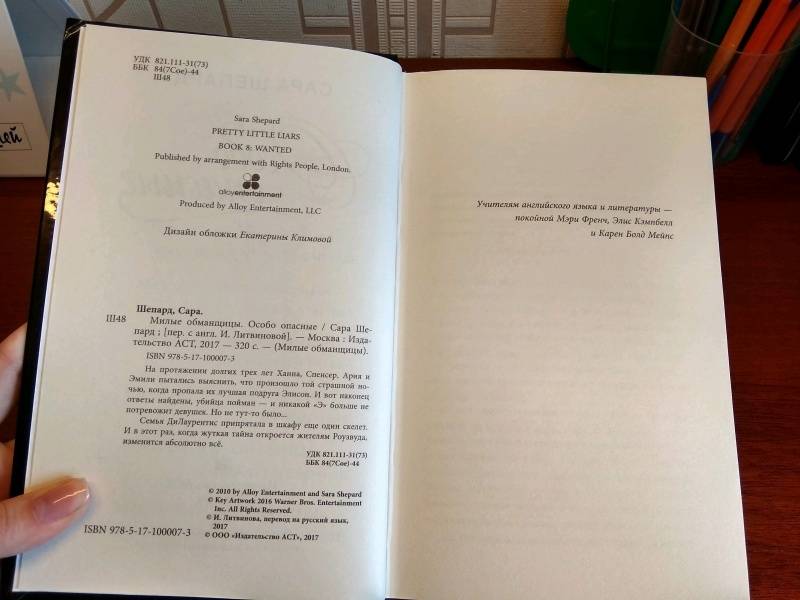 УДК 821.111-31(73)
ББК 84(7Сое)-44
Ш48
Sara Shepard
PRETTY LITTLE LIARS
BOOK 8: WANTED
Published by arrangement with Rights People, London.
alloyentertainment
Produced by Alloy Entertainment, LLC
Дизайн обложки Екатерины Климовой
Шепард, Сара.
Ш48
Милые обманщицы. Особо опасные / Сара Ше-
пард ; [пер. с англ. И. Литвиновой]. — Москва : Изда-
тельство АСТ, 2017 — 320 с. — (Милые обманщицы).
ISBN 978-5-17-100007-3
На протяжении долгих трех лет Ханна, Спенсер, Ария и
Эмили пытались выяснить, что произошло той страшной но-
чью, когда пропала их лучшая подруга Элисон. И вот наконец
ответы найдены, убийца пойман — и никакой «Э» больше не
потревожит девушек. Но не тут-то было...
Семья ДиЛаурентис припрятала в шкафу еще один скелет.
И в этот раз, когда жуткая тайна откроется жителям Роузвуда,
изменится абсолютно всё.
УДК 821.111-31(73)
ББК 84(7Сое)-44
© 2010 by Alloy Entertainment and Sara Shepard
© Key Artwork 2016 Warner Bros. Entertainment
Inc. All Rights Reserved.
© И. Литвинова, перевод на русский язык,
2017
ISBN 978-5-17-100007-3
© ООО «Издательство АСТ», 2017
Учителям английского языка и литературы —
покойной Мэри Френч, Элис Кэмпбелл
и Карен Болд Мейпс